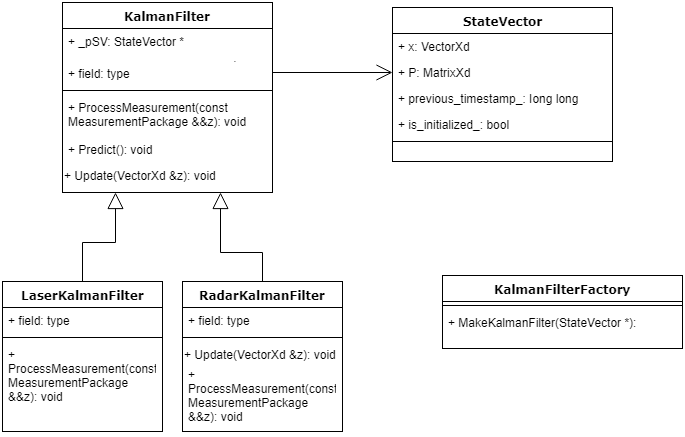 KalmanFilter
+ _pSV: StateVector *
+ field: type
+ ProcessMeasurement(const
MeasurementPackage &&z): void
+ Predict(): void
+ Update(VectorXd &z): void
StateVector
+ x: VectorXd
+ P: MatrixXd
+ previous_timestamp_: long long
+ is_initialized_: bool
LaserKalmanFilter
+ field: type
+
ProcessMeasurement(const
MeasurementPackage
&&z): void
RadarKalmanFilter
+ field: type
+ Update(VectorXd &z): void
+
ProcessMeasurement(const
MeasurementPackage
&&z): void
KalmanFilterFactory
+ MakeKalmanFilter(StateVector *):